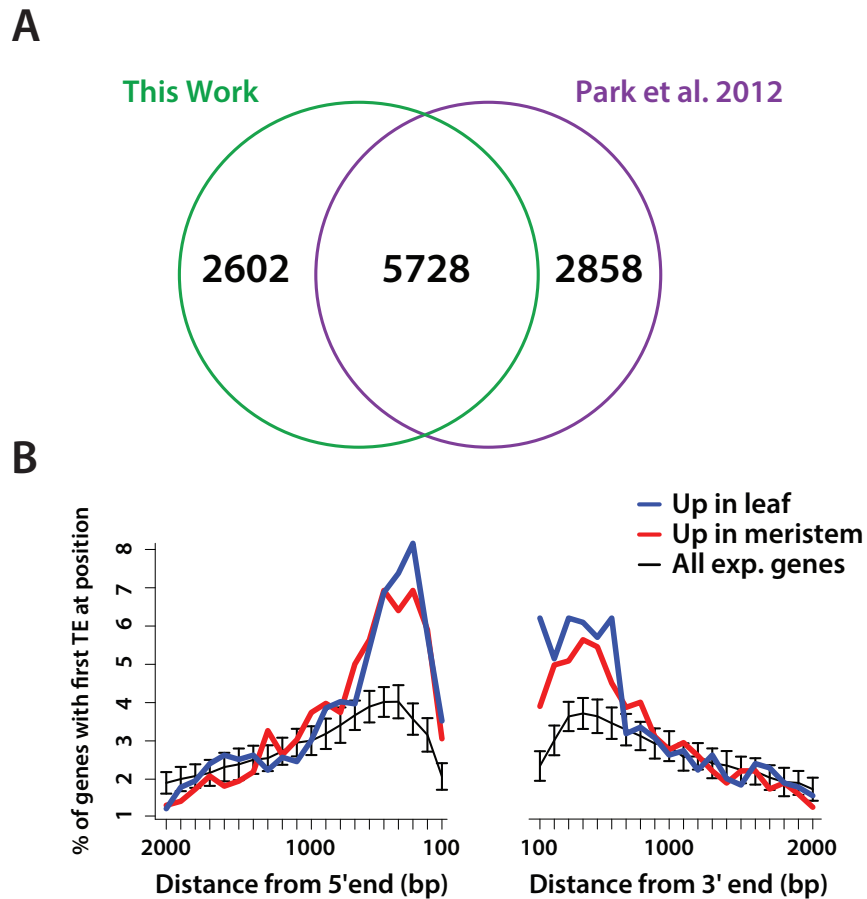 A
This Work
Park et al. 2012
2602
5728
2858
B
Up in leaf
Up in meristem
All exp. genes
% of genes with first TE at position
8
7
6
5
4
3
2
1
2000 1000 100
100 1000 2000
Distance from 5'end (bp)
Distance from 3' end (bp)